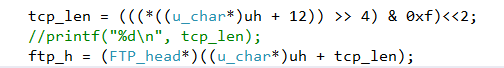 tcp_len = (((*((u_char*)uh + 12)) >> 4) & 0xf)<<2;
//printf("%d\n", tcp_len);
ftp_h = (FTP_head*)((u_char*)uh + tcp_len);